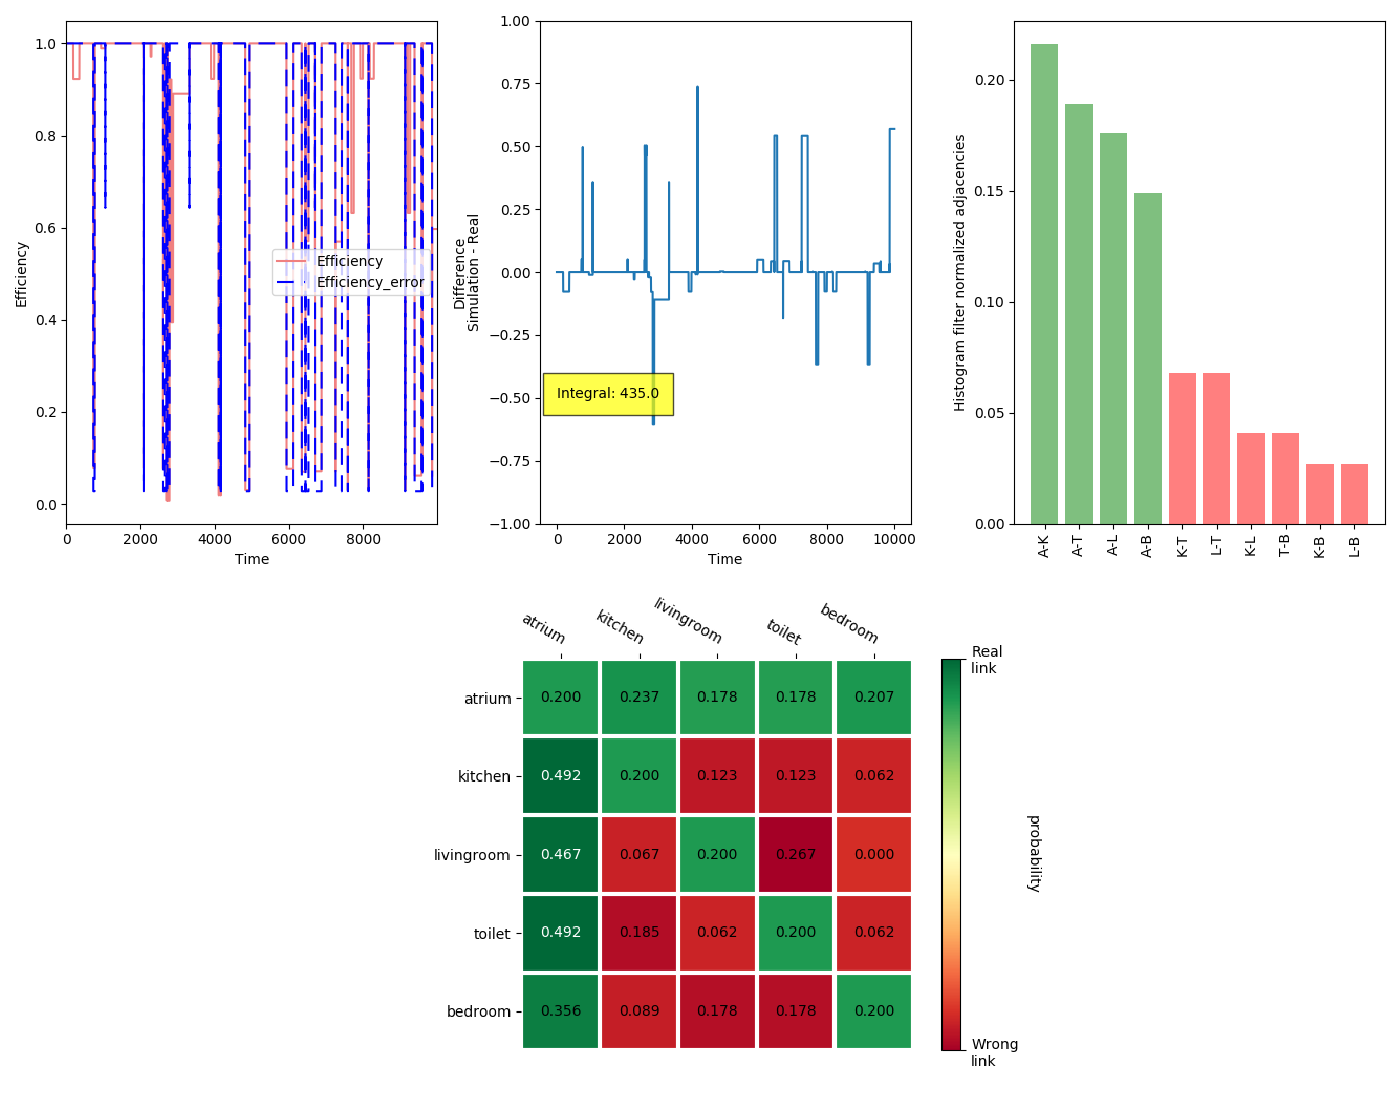 1.0
0.8
0.6
0.4
0.2
0.0
Efficiency
0
2000
4000
6000
8000
Time
Efficiency
Efficiency_error
1.00
0.75
0.50
0.25
0.00
−0.25
−0.50
−0.75
−1.00
Difference
Simulation - Real
Integral: 435.0
0
2000
4000
6000
8000
10000
Time
0.20
0.15
0.10
0.05
0.00
Histogram filter normalized adjacencies
A-K
A-T
A-L
A-B
K-T
L-T
K-L
T-B
K-B
L-B
atrium
kitchen
livingroom
toilet
bedroom
atrium 0.200 0.237 0.178 0.178 0.207
kitchen 0.492 0.200 0.123 0.123 0.062
livingroom 0.467 0.067 0.200 0.267 0.000
toilet 0.492 0.185 0.062 0.200 0.062
bedroom 0.356 0.089 0.178 0.178 0.200
Real
link
probability
Wrong
link